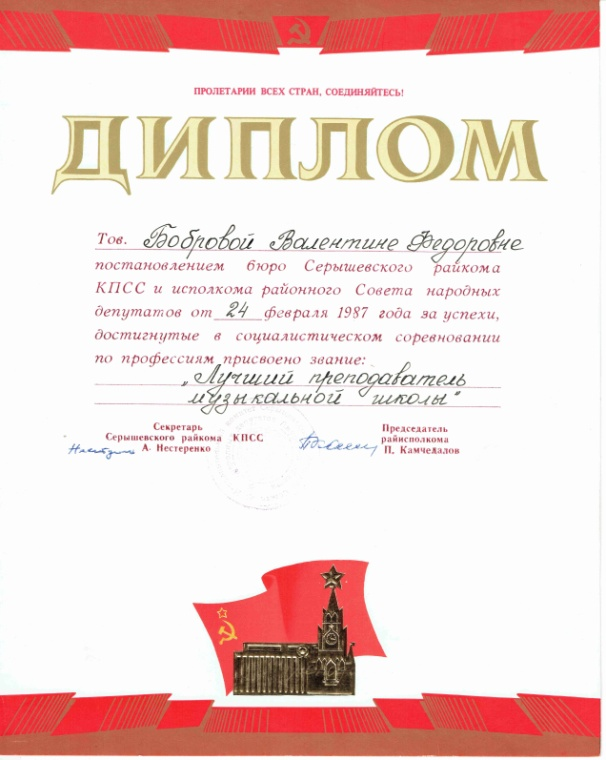 ПРОЛЕТАРИИ ВСЕХ СТРАН, СОЕДИНЯЙТЕСЬ!
ДИПЛОМ
Тов. Бобровой Валентине Федоровне
постановлением бюро Серышевского райкома
КПСС и исполкома районного Совета народных
депутатов от 24 февраля 1987 года за успехи,
достигнутые в социалистическом соревновании
по профессиям присвоено звание:
„Лучший преподаватель
музыкальной школы"
Секретарь
Серышевского райкома КПСС
А. Нестеренко
Председатель
райисполкома
П. Камчедалов